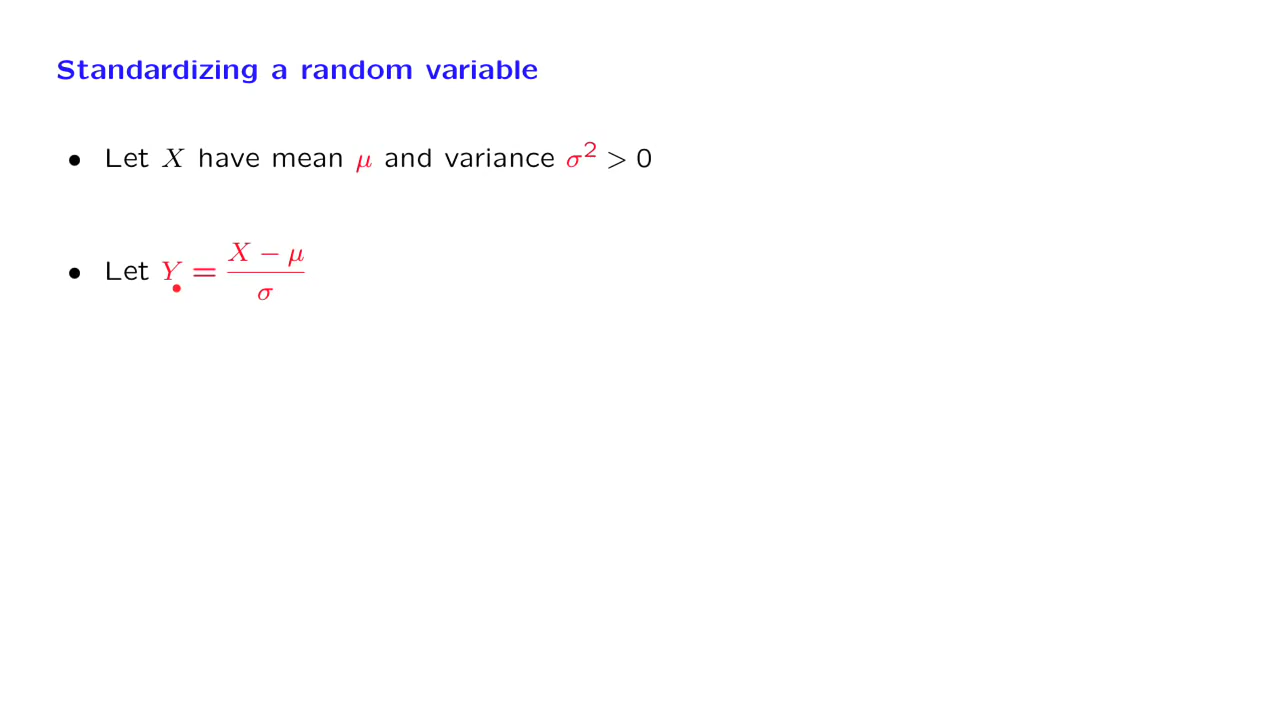 Standardizing a random variable
• Let X have mean μ and variance σ² > 0
• Let Y = (X − μ) / σ